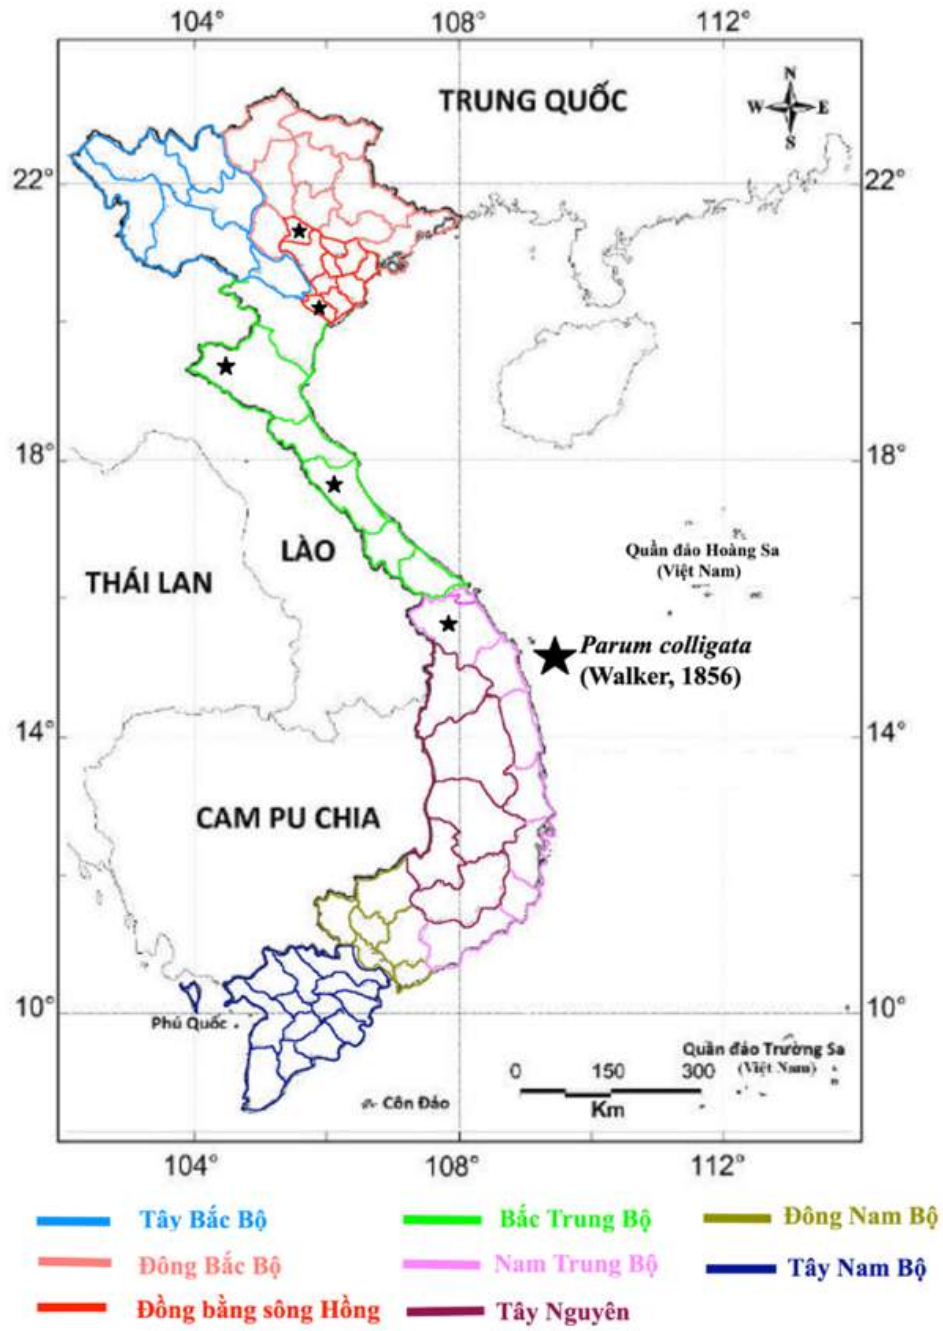 104° 108° 112°
N
TRUNG QUỐC
W E
S
22° 22°
18° 18°
Quần đảo Hoàng Sa
LÀO
(Việt Nam)
THÁI LAN
Parum colligata
(Walker, 1856)
14° 14°
CAM PU CHIA
10° 10°
Phú Quốc
Quần đảo Trường Sa
0 150 300 (Việt Nam)
Km
Côn Đảo
104° 108° 112°
Tây Bắc Bộ Bắc Trung Bộ Đông Nam Bộ
Đông Bắc Bộ Nam Trung Bộ Tây Nam Bộ
Đồng bằng sông Hồng Tây Nguyên